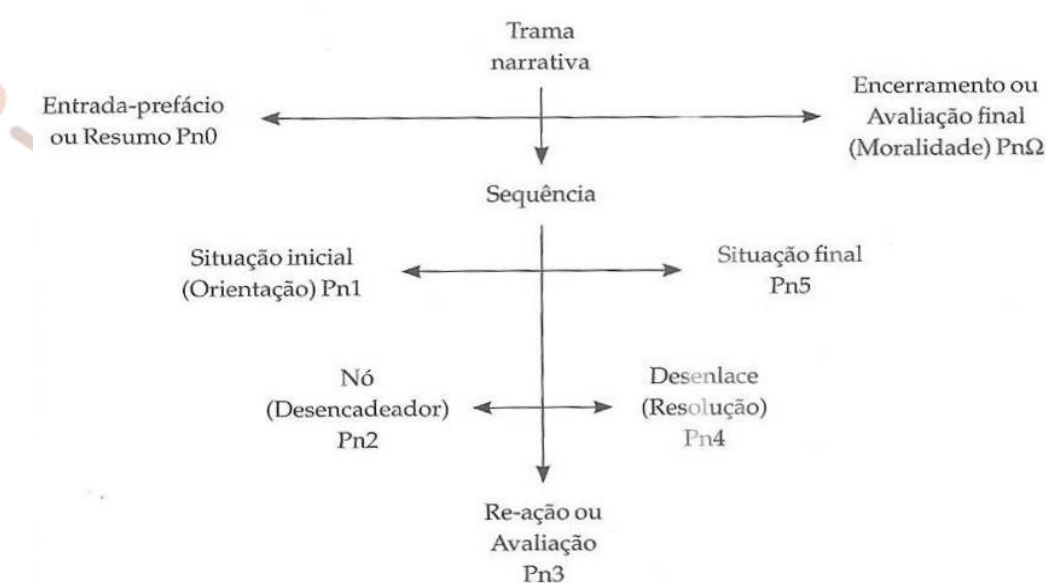 Trama
narrativa
Entrada-prefácio
ou Resumo Pn0
Encerramento ou
Avaliação final
(Moralidade) PnΩ
Sequência
Situação inicial
(Orientação) Pn1
Situação final
Pn5
Nó
(Desencadeador)
Pn2
Desenlace
(Resolução)
Pn4
Re-ação ou
Avaliação
Pn3